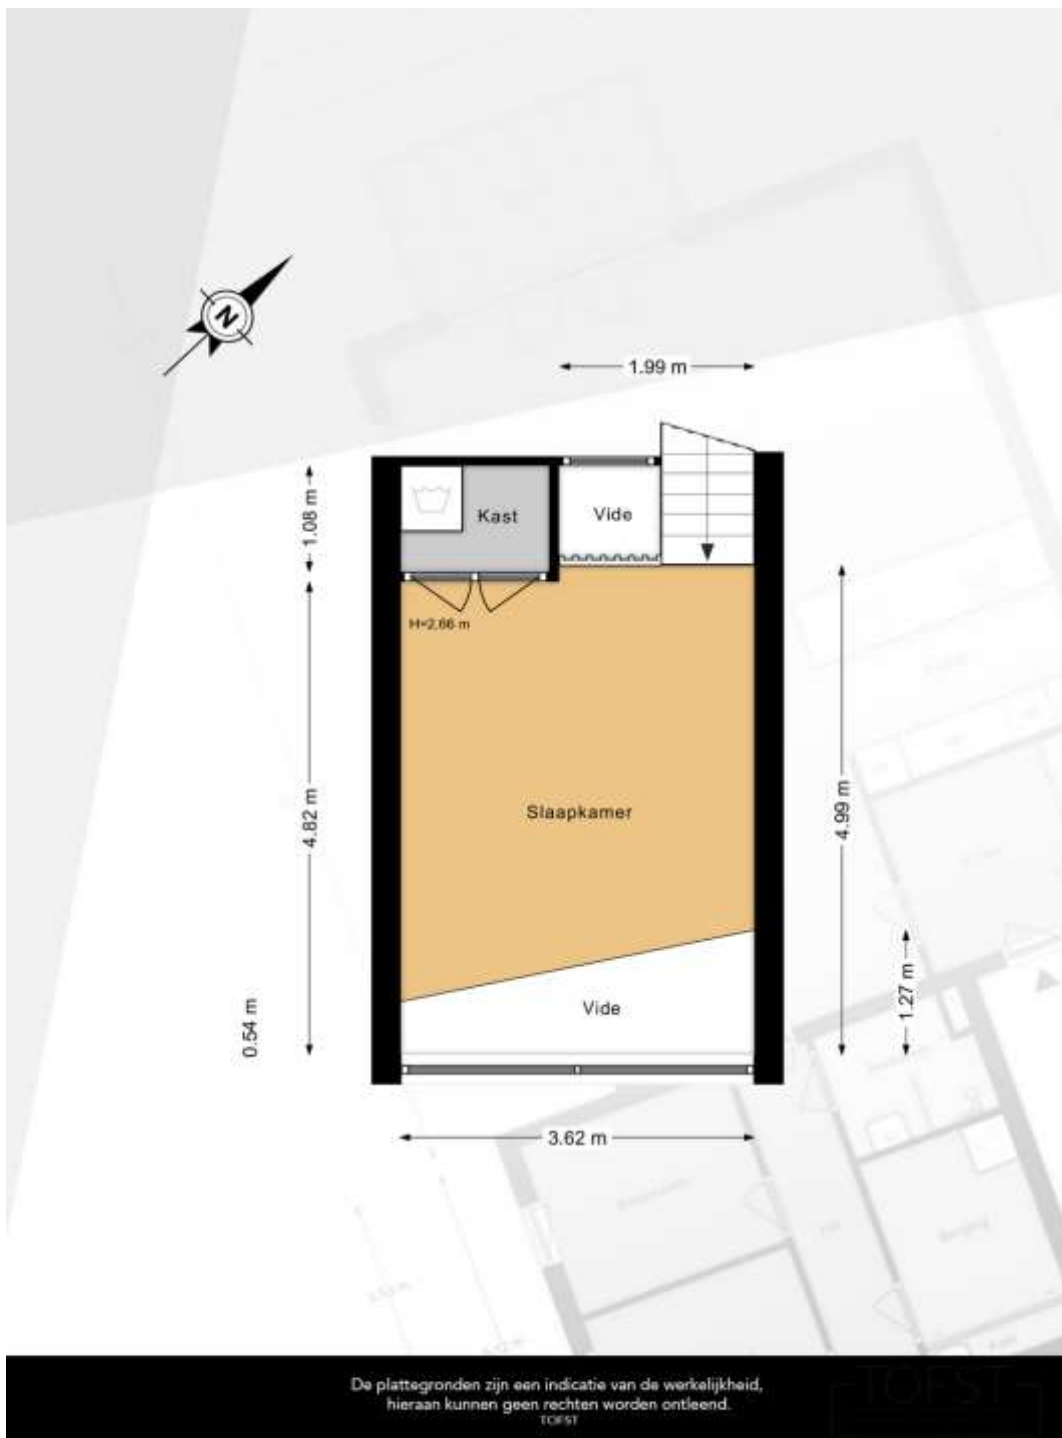 N
1.99 m
1.08 m
Kast
Vide
H=2,66 m
4.82 m
Slaapkamer
4.99 m
1.27 m
0.54 m
Vide
3.62 m
De plattegronden zijn een indicatie van de werkelijkheid,
hieraan kunnen geen rechten worden ontleend.
TOFST
TOFST